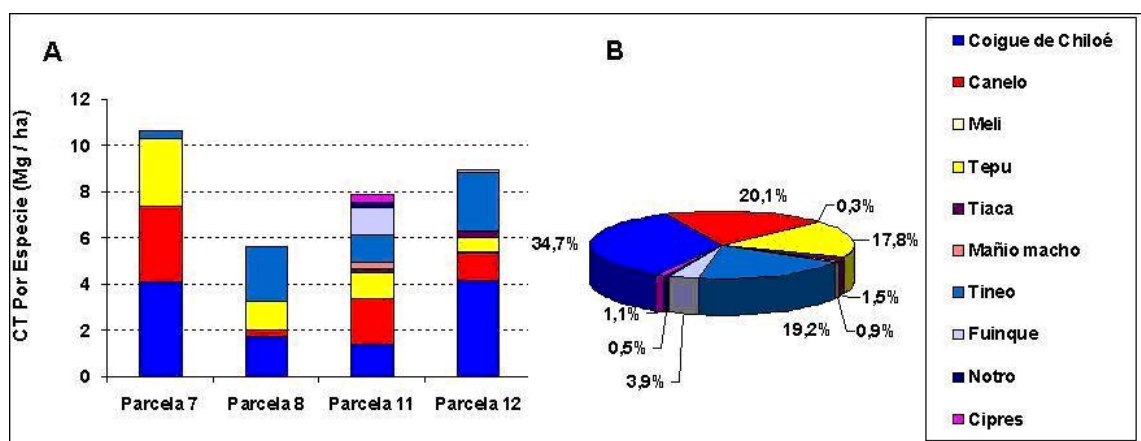 A
B
CT Por Especie (Mg / ha)
12
10
8
6
4
2
0
Parcela 7
Parcela 8
Parcela 11
Parcela 12
20,1%
0,3%
34,7%
17,8%
1,5%
1,1%
0,9%
0,5%
19,2%
3,9%
Coigue de Chiloé
Canelo
Meli
Tepu
Tiaca
Mañio macho
Tineo
Fuinque
Notro
Cipres